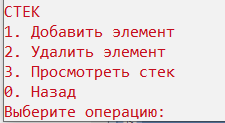 СТЕК
1. Добавить элемент
2. Удалить элемент
3. Просмотреть стек
0. Назад
Выберите операцию: